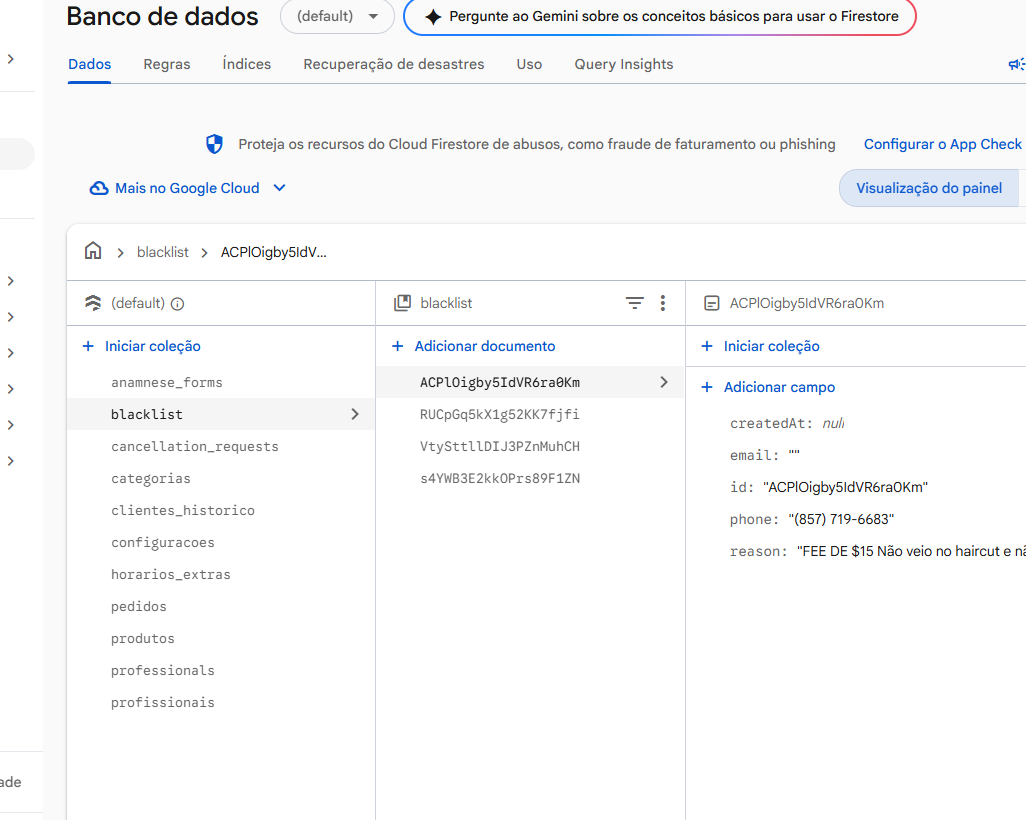 Banco de dados
(default)
Pergunte ao Gemini sobre os conceitos básicos para usar o Firestore
Dados
Regras
Índices
Recuperação de desastres
Uso
Query Insights
Proteja os recursos do Cloud Firestore de abusos, como fraude de faturamento ou phishing
Configurar o App Check
Mais no Google Cloud
Visualização do painel
blacklist
ACPlOigby5IdV...
(default)
Iniciar coleção
anamnese_forms
blacklist
cancellation_requests
categorias
clientes_historico
configuracoes
horarios_extras
pedidos
produtos
professionals
profissionais
blacklist
Adicionar documento
ACPlOigby5IdVR6ra0Km
RUCpGq5kX1g52KK7fjfi
VtySttllDIJ3PZnMuhCH
s4YWB3E2kkOPrs89F1ZN
ACPlOigby5IdVR6ra0Km
Iniciar coleção
Adicionar campo
createdAt: null
email: ""
id: "ACPlOigby5IdVR6ra0Km"
phone: "(857) 719-6683"
reason: "FEE DE $15 Não veio no haircut e nã
ade